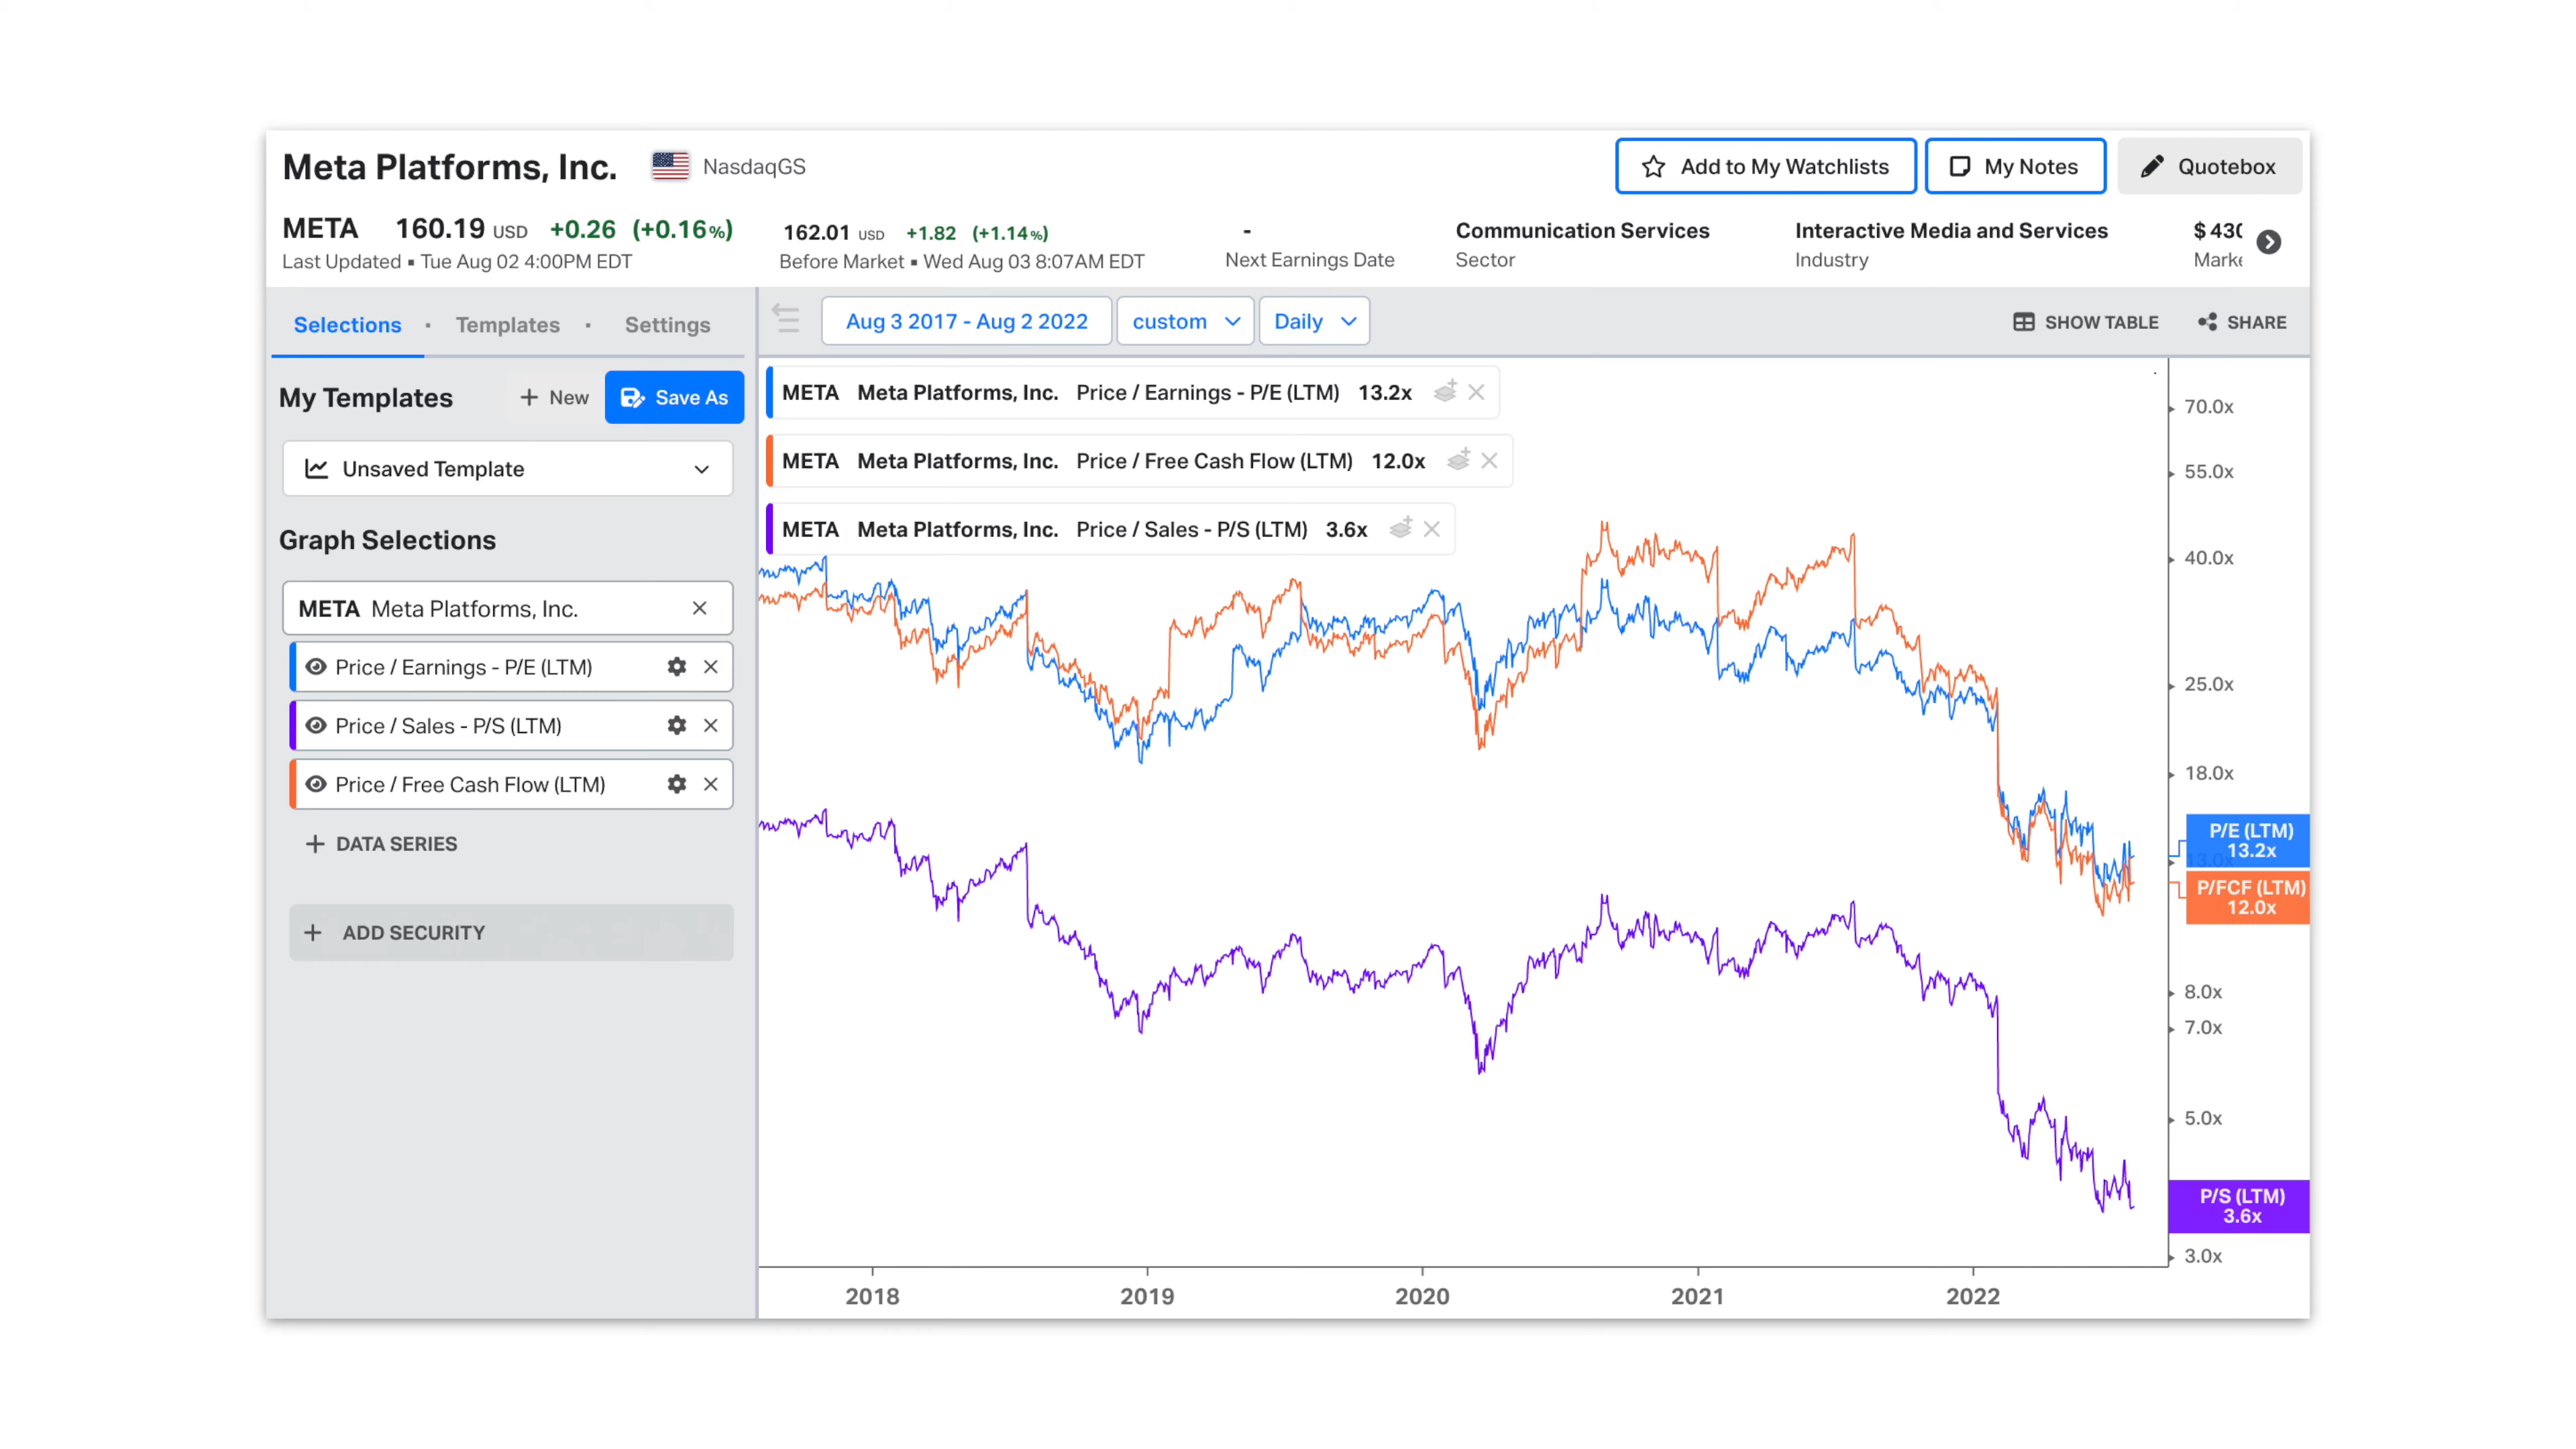 Meta Platforms, Inc. NasdaqGS
Add to My Watchlists My Notes Quotebox
META 160.19 USD +0.26 (+0.16%)
Last Updated ▪ Tue Aug 02 4:00PM EDT
162.01 USD +1.82 (+1.14%)
Before Market ▪ Wed Aug 03 8:07AM EDT
-
Next Earnings Date
Communication Services
Sector
Interactive Media and Services
Industry
$ 430
Marke
Selections · Templates · Settings
Aug 3 2017 - Aug 2 2022 custom Daily
SHOW TABLE SHARE
My Templates + New Save As
Unsaved Template
Graph Selections
META Meta Platforms, Inc.
Price / Earnings - P/E (LTM)
Price / Sales - P/S (LTM)
Price / Free Cash Flow (LTM)
+ DATA SERIES
+ ADD SECURITY
META Meta Platforms, Inc. Price / Earnings - P/E (LTM) 13.2x
META Meta Platforms, Inc. Price / Free Cash Flow (LTM) 12.0x
META Meta Platforms, Inc. Price / Sales - P/S (LTM) 3.6x
70.0x
55.0x
40.0x
25.0x
18.0x
P/E (LTM)
13.2x
13.0x
P/FCF (LTM)
12.0x
8.0x
7.0x
5.0x
P/S (LTM)
3.6x
3.0x
2018 2019 2020 2021 2022